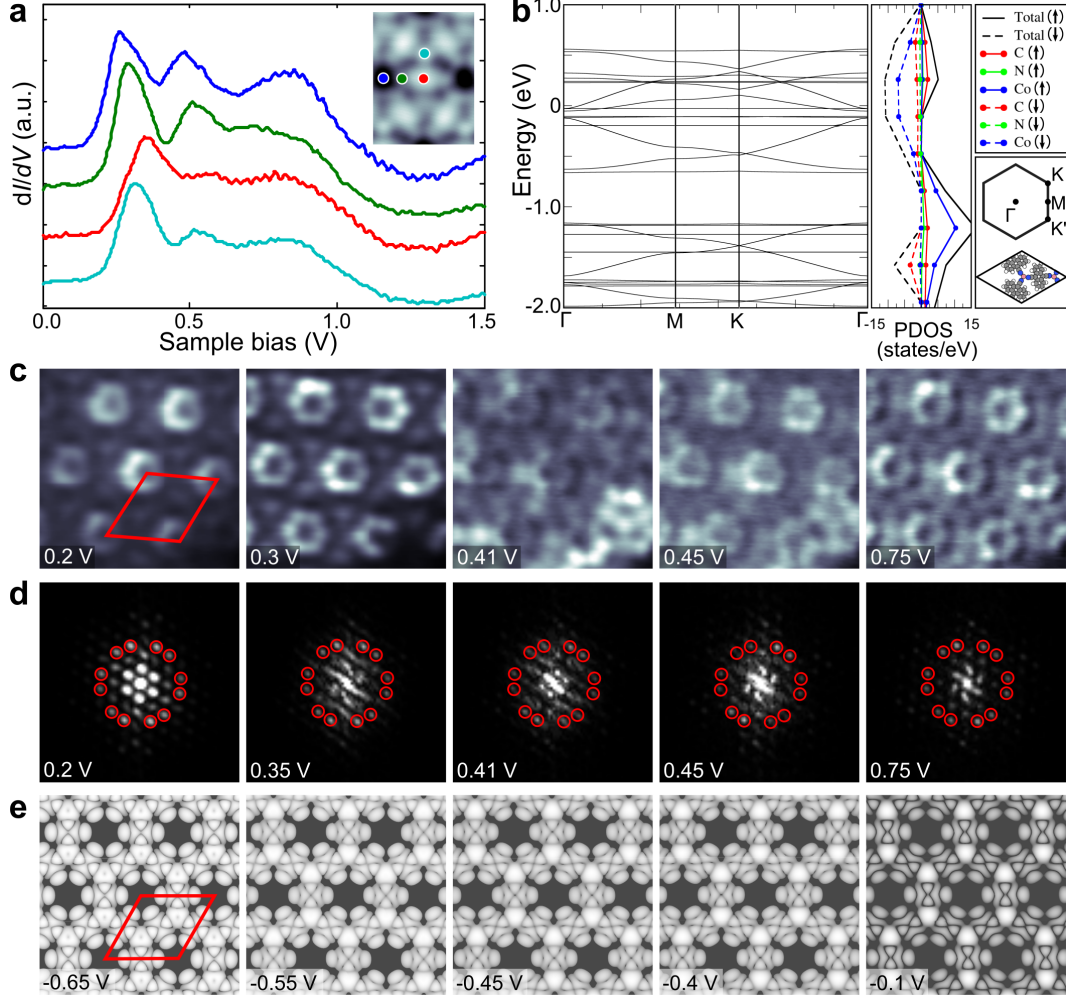 a
dI/dV (a.u.)
0.0
0.5
1.0
1.5
Sample bias (V)
b
Energy (eV)
1.0
0
-1.0
-2.0
Γ
M
K
Γ
-15
15
PDOS
(states/eV)
Total (↑)
Total (↓)
C (↑)
N (↑)
Co (↑)
C (↓)
N (↓)
Co (↓)
K
M
Γ
K'
c
0.2 V
0.3 V
0.41 V
0.45 V
0.75 V
d
0.2 V
0.35 V
0.41 V
0.45 V
0.75 V
e
-0.65 V
-0.55 V
-0.45 V
-0.4 V
-0.1 V